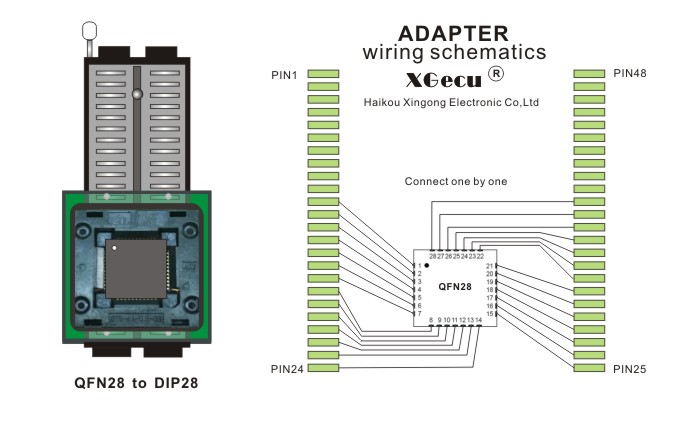 ADAPTER
wiring schematics
PIN1
XGecu ®
PIN48
Haikou Xingong Electronic Co,Ltd
Connect one by one
28 27 26 25 24 23 22
1
2
3
4
5
6
7
QFN28
21
20
19
18
17
16
15
8 9 10 11 12 13 14
PIN24
PIN25
QFN28 to DIP28